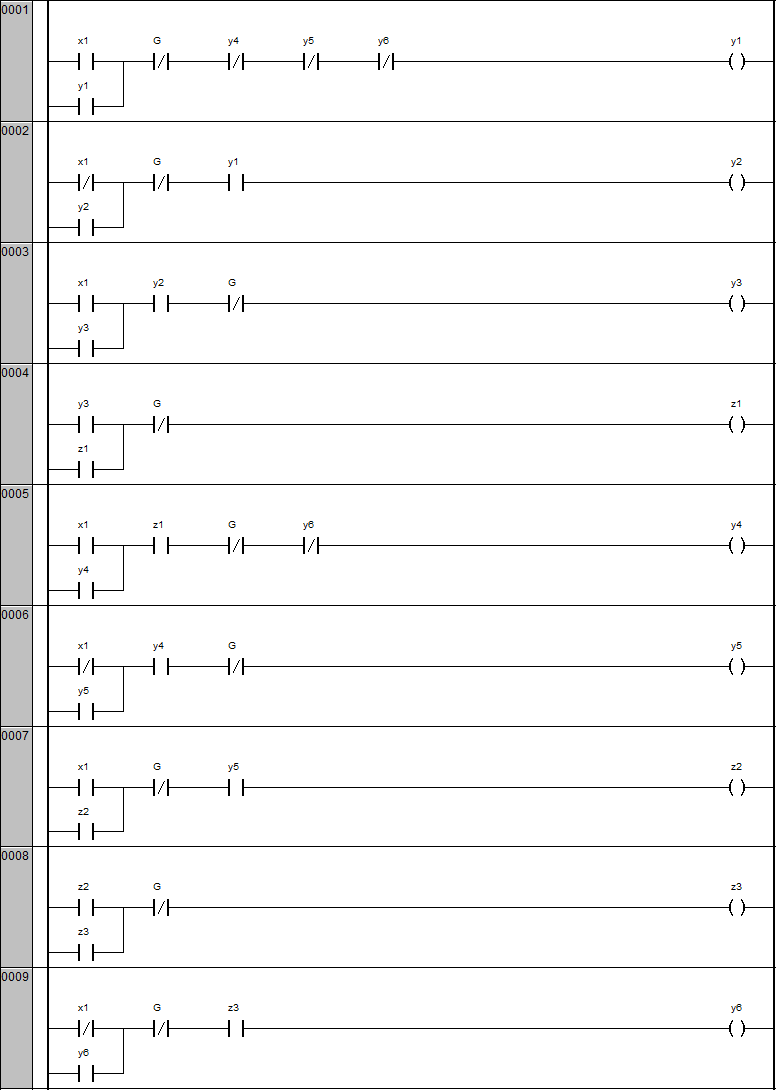 0001
x1 G y4 y5 y6 y1
y1
0002
x1 G y1 y2
y2
0003
x1 y2 G y3
y3
0004
y3 G z1
z1
0005
x1 z1 G y6 y4
y4
0006
x1 y4 G y5
y5
0007
x1 G y5 z2
z2
0008
z2 G z3
z3
0009
x1 G z3 y6
y6